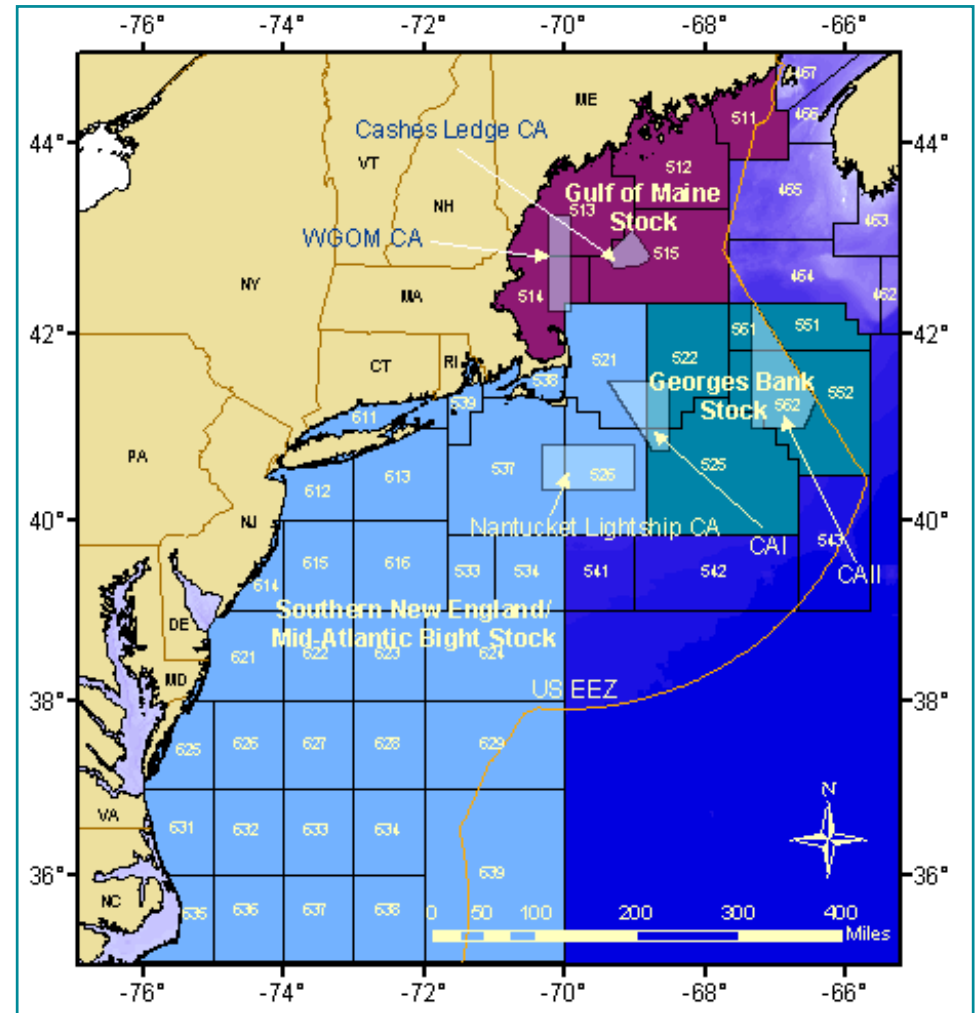 -76° -74° -72° -70° -68° -66°
467
ME
466
511
44°
44°
Cashes Ledge CA
VT
512
465
Gulf of Maine
513
Stock
463
NH
WGOM CA
515
464
NY
MA
514
462
42°
42°
551
551
CT
RI
521
522
538
Georges Bank
552
Stock
539
562
611
PA
537
526
525
613
612
40°
40°
Nantucket Lightship CA
NJ
CAI
543
CAII
615
616
533
534
541
542
614
Southern New England/
Mid-Atlantic Bight Stock
DE
621
622
623
624
MD
US EEZ
38°
38°
625
626
627
628
629
N
VA
631
632
633
634
36°
36°
639
NC
635
636
637
638
0 50 100 200 300 400
Miles
-76° -74° -72° -70° -68° -66°